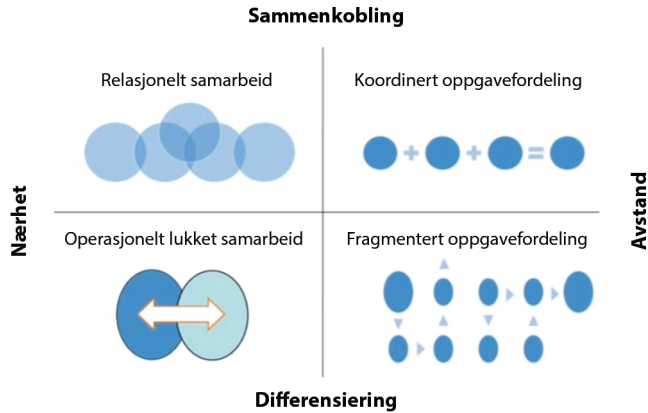 Sammenkobling
Relasjonelt samarbeid
Koordinert oppgavefordeling
Nærhet
Avstand
Operasjonelt lukket samarbeid
Fragmentert oppgavefordeling
Differensiering